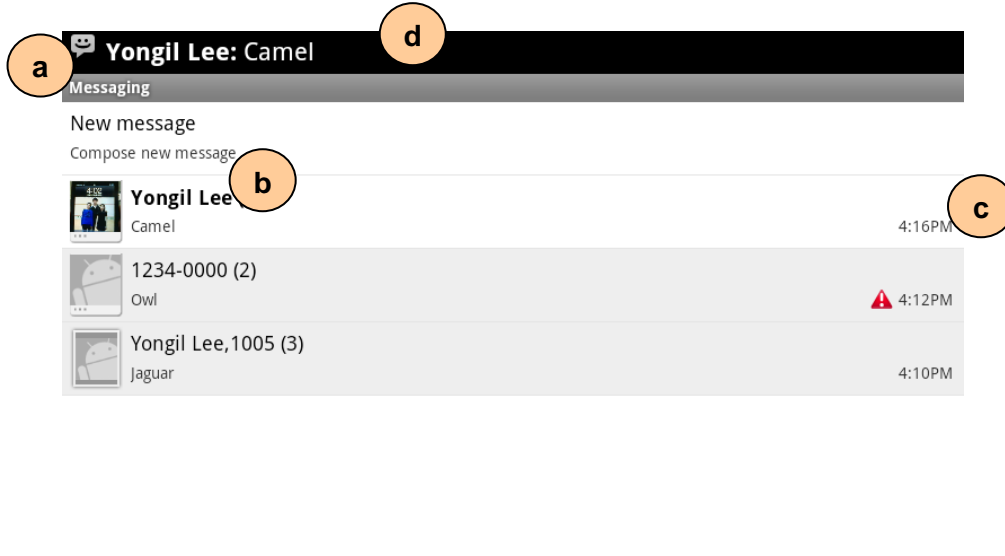 d
Yongil Lee: Camel
a
Messaging
New message
Compose new message
b
Yongil Lee
c
Camel
4:16PM
1234-0000 (2)
Owl
4:12PM
Yongil Lee,1005 (3)
Jaguar
4:10PM